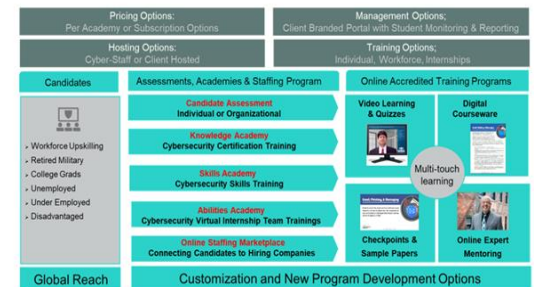 Pricing Options:
Per Academy or Subscription Options
Management Options;
Client Branded Portal with Student Monitoring & Reporting
Hosting Options:
Cyber-Staff or Client Hosted
Training Options;
Individual, Workforce, Internships
Candidates
Assessments, Academies & Staffing Program
Online Accredited Training Programs
Workforce Upskilling
Retired Military
College Grads
Unemployed
Under Employed
Disadvantaged
Candidate Assessment
Individual or Organizational
Knowledge Academy
Cybersecurity Certification Training
Skills Academy
Cybersecurity Skills Training
Abilities Academy
Cybersecurity Virtual Internship Team Trainings
Online Staffing Marketplace
Connecting Candidates to Hiring Companies
Video Learning
& Quizzes
Digital
Courseware
Multi-touch
learning
Checkpoints &
Sample Papers
Online Expert
Mentoring
Global Reach
Customization and New Program Development Options